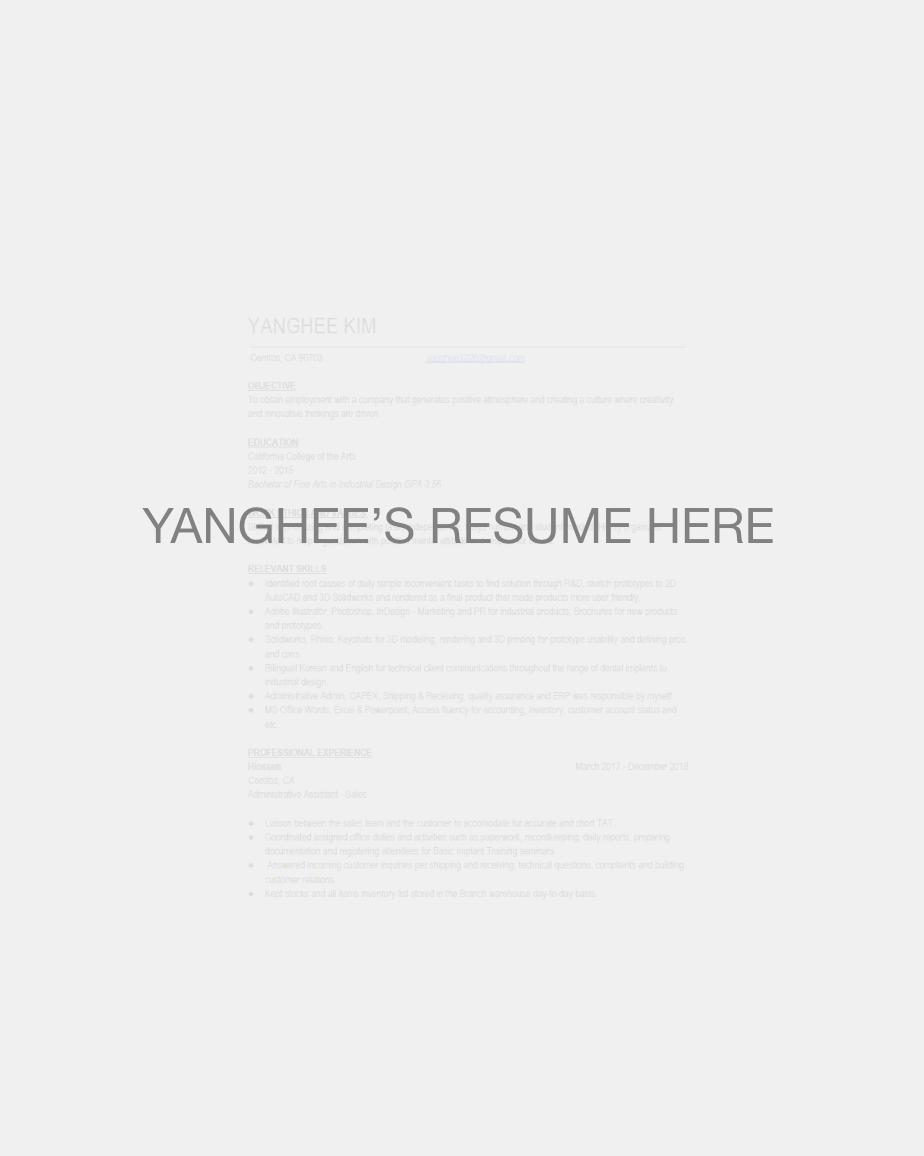 YANGHEE KIM
Cerritos, CA 90703
OBJECTIVE
To obtain employment with a company that generates positive atmosphere and creating a culture where creativity
and innovative thinkings are driven.
EDUCATION
California College of the Arts
2012 - 2015
Bachelor of Fine Arts in Industrial Design GPA 3.56
YANGHEE'S RESUME HERE
RELEVANT SKILLS
● Identified root causes of daily simple inconvenient tasks to find solution through R&D, sketch prototypes to 2D
AutoCAD and 3D Solidworks and rendered as a final product that made products more user friendly.
● Adobe Illustrator, Photoshop, InDesign - Marketing and PR for industrial products; Brochures for new products
and prototypes.
● Solidworks, Rhino, Keyshots for 3D modeling, rendering and 3D printing for prototype usability and defining pros
and cons.
● Bilingual Korean and English for technical client communications throughout the range of dental implants to
industrial design.
● Administrative Admin, CAPEX, Shipping & Receiving, quality assurance and ERP was responsible by myself
● MS Office Words, Excel & Powerpoint, Access fluency for accounting, inventory, customer account status and
etc.
PROFESSIONAL EXPERIENCE
Hiossen March 2017 - December 2018
Cerritos, CA
Administrative Assistant - Sales
● Liaison between the sales team and the customer to accomodate for accurate and short TAT.
● Coordinated assigned office duties and activities such as paperwork, recordkeeping, daily reports, preparing
documentation and registering attendees for Basic Implant Training seminars.
● Answered incoming customer inquiries per shipping and receiving, technical questions, complaints and building
customer relations.
● Kept stocks and all items inventory list stored in the Branch warehouse day-to-day basis.